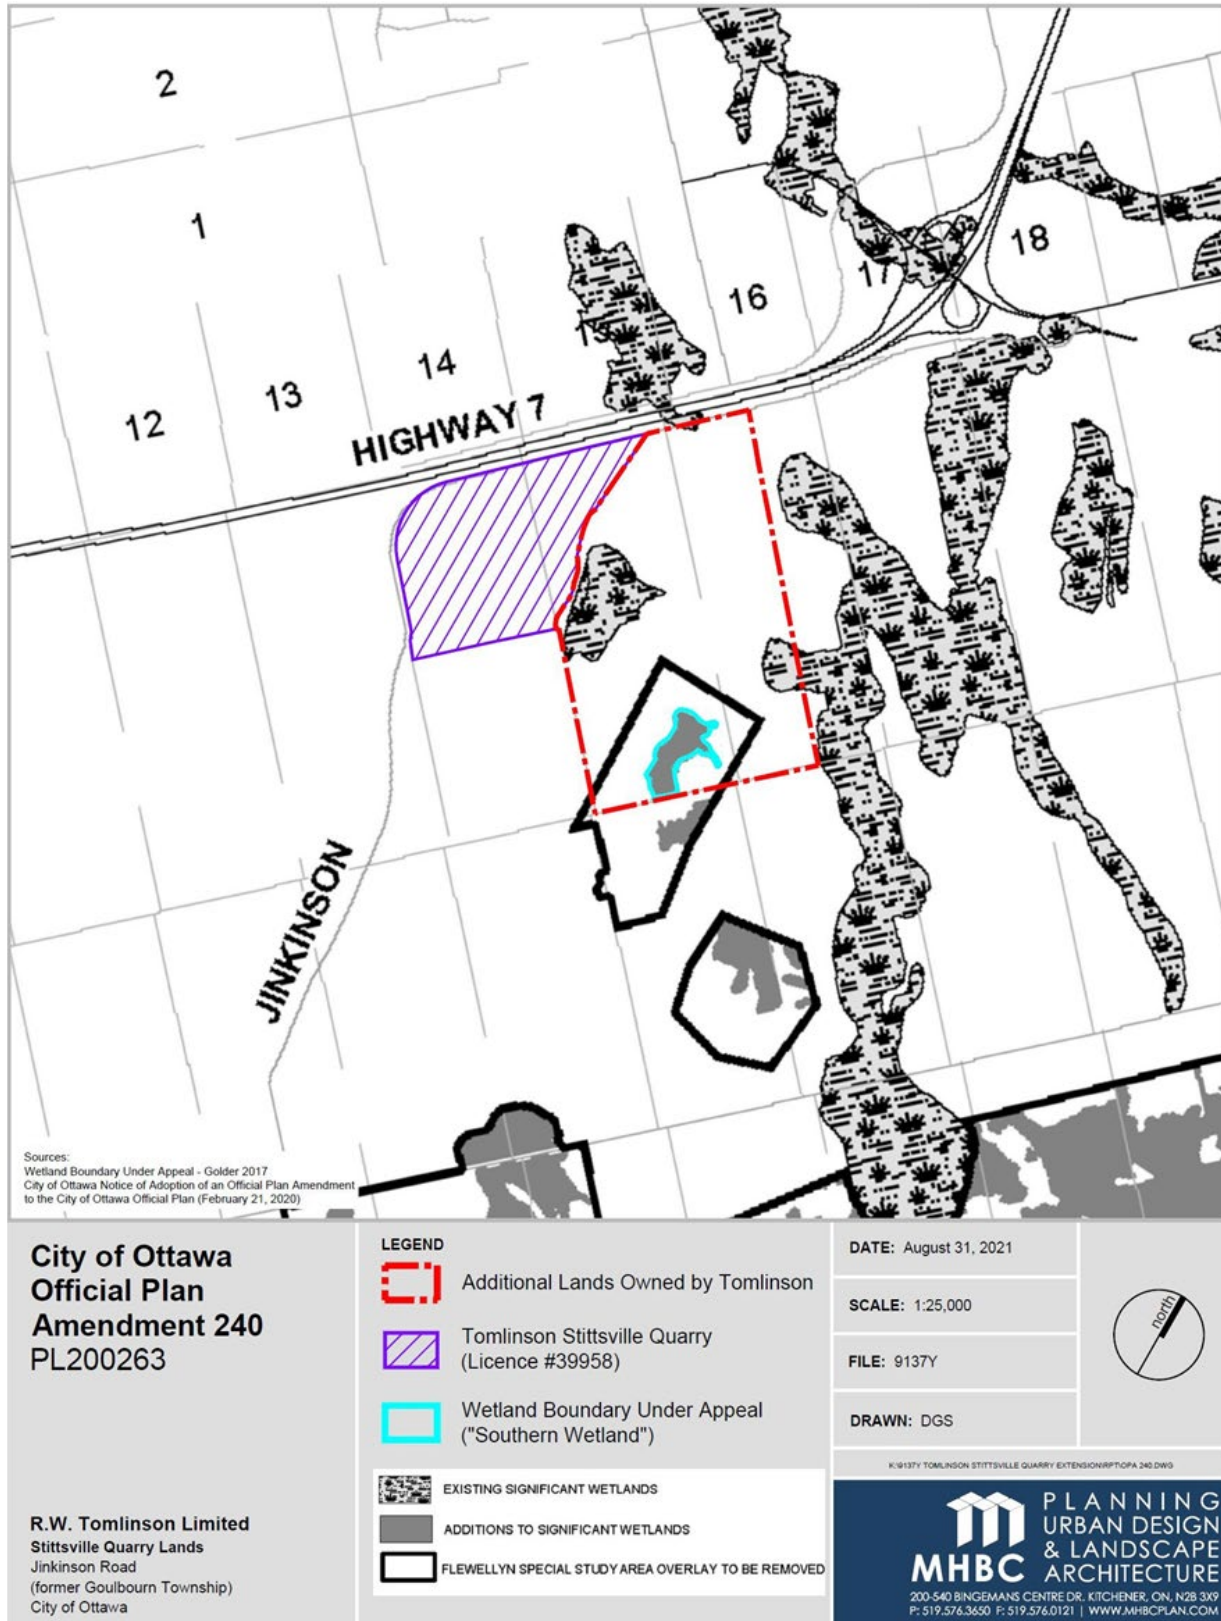 2
1
18
16
17
15
14
13
12
HIGHWAY 7
JINKINSON
Sources:
Wetland Boundary Under Appeal - Golder 2017
City of Ottawa Notice of Adoption of an Official Plan Amendment
to the City of Ottawa Official Plan (February 21, 2020)
City of Ottawa
Official Plan
Amendment 240
PL200263
R.W. Tomlinson Limited
Stittsville Quarry Lands
Jinkinson Road
(former Goulbourn Township)
City of Ottawa
LEGEND
Additional Lands Owned by Tomlinson
Tomlinson Stittsville Quarry
(Licence #39958)
Wetland Boundary Under Appeal
("Southern Wetland")
EXISTING SIGNIFICANT WETLANDS
ADDITIONS TO SIGNIFICANT WETLANDS
FLEWELLYN SPECIAL STUDY AREA OVERLAY TO BE REMOVED
DATE: August 31, 2021
SCALE: 1:25,000
FILE: 9137Y
DRAWN: DGS
north
K:\9137Y TOMLINSON STITTSVILLE QUARRY EXTENSION\RPT\OPA 240.DWG
MHBC
PLANNING
URBAN DESIGN
& LANDSCAPE
ARCHITECTURE
200-540 BINGEMANS CENTRE DR. KITCHENER, ON, N2B 3X9
P: 519.576.3650 F: 519.576.0121 | WWW.MHBCPLAN.COM